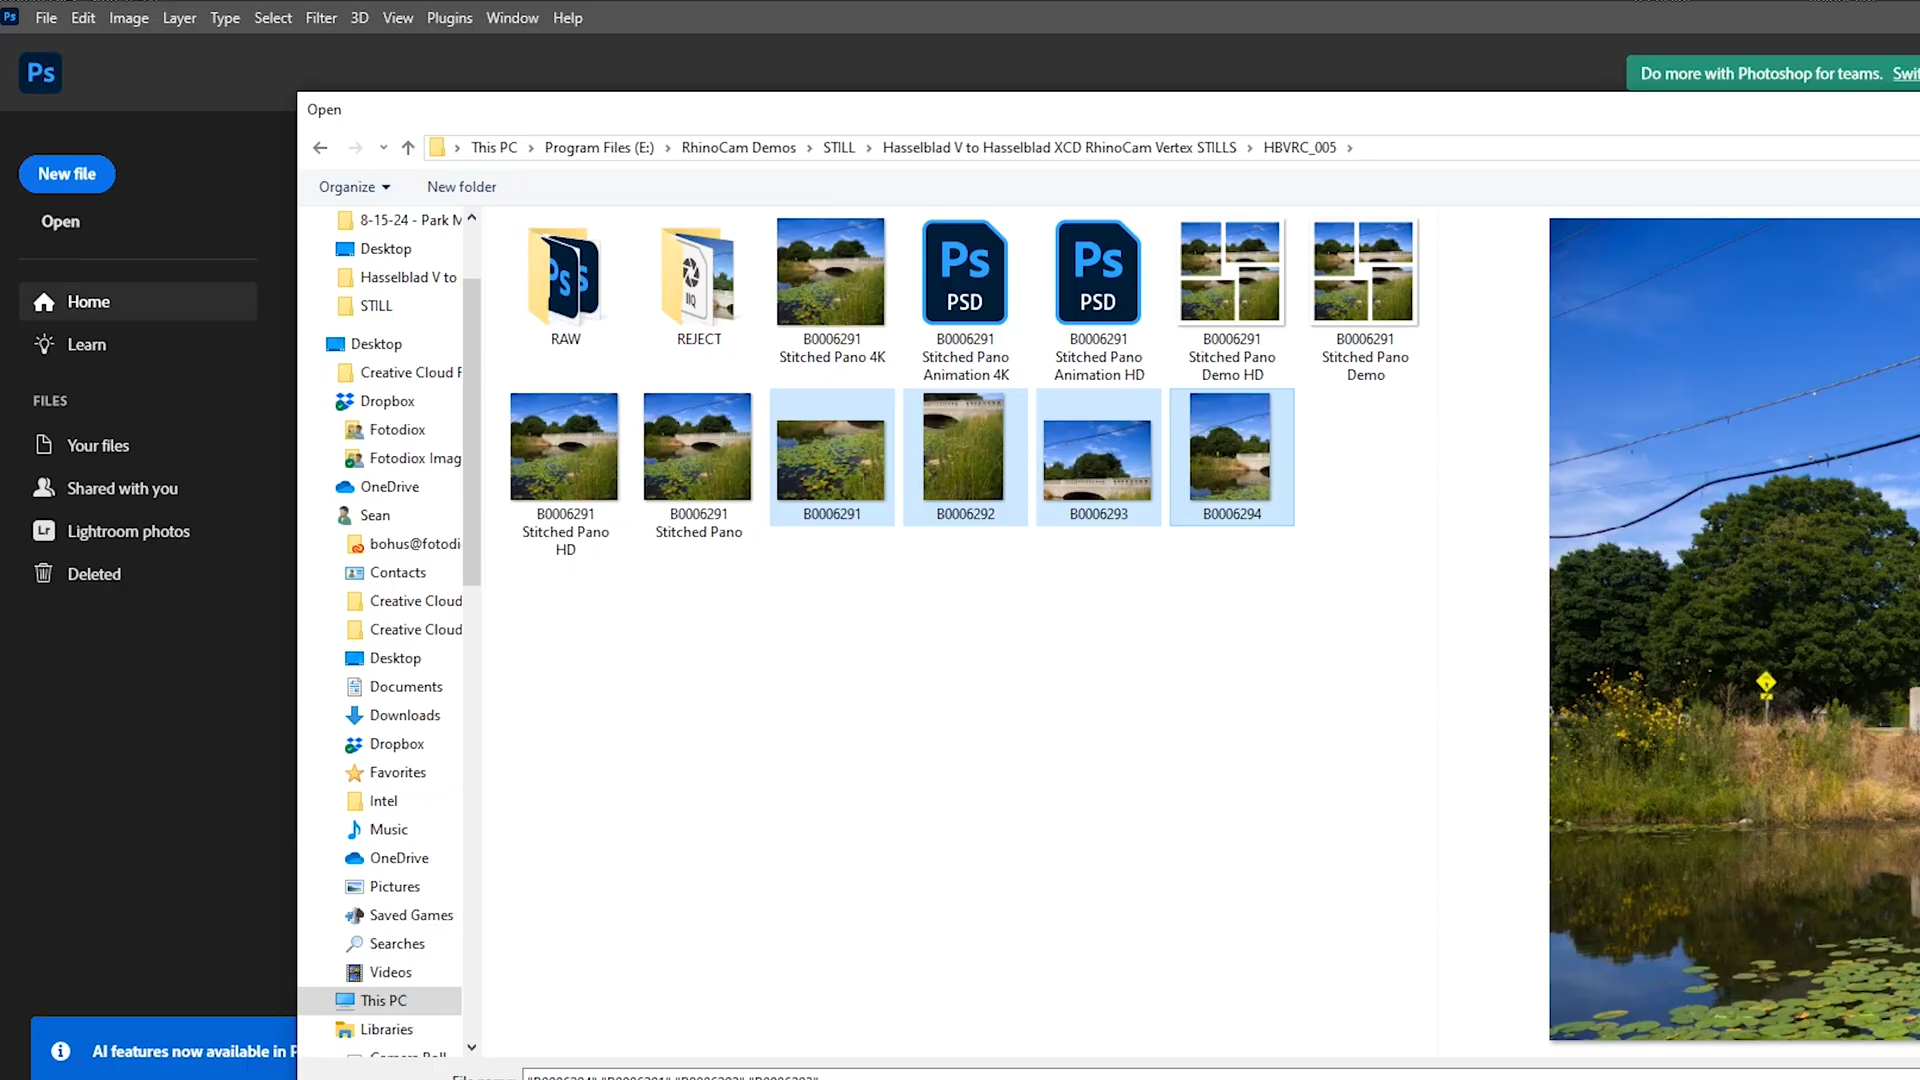 Ps File Edit Image Layer Type Select Filter 3D View Plugins Window Help
Ps
Do more with Photoshop for teams.
Open
This PC Program Files (E:) RhinoCam Demos STILL Hasselblad V to Hasselblad XCD RhinoCam Vertex STILLS HBVRC_005
New file
Organize New folder
Open
Home
Learn
FILES
Your files
Shared with you
Lr Lightroom photos
Deleted
8-15-24 - Park
Desktop
Hasselblad V to
STILL
Desktop
Creative Cloud
Dropbox
Fotodiox
Fotodiox Imag
OneDrive
Sean
bohus@fotodi
Contacts
Creative Cloud
Creative Cloud
Desktop
Documents
Downloads
Dropbox
Favorites
Intel
Music
OneDrive
Pictures
Saved Games
Searches
Videos
This PC
Libraries
RAW
IIQ
REJECT
B0006291
Stitched Pano 4K
Ps
PSD
B0006291
Stitched Pano
Animation 4K
Ps
PSD
B0006291
Stitched Pano
Animation HD
B0006291
Stitched Pano
Demo HD
B0006291
Stitched Pano
Demo
B0006291
Stitched Pano
HD
B0006291
Stitched Pano
B0006291
B0006292
B0006293
B0006294
AI features now available in